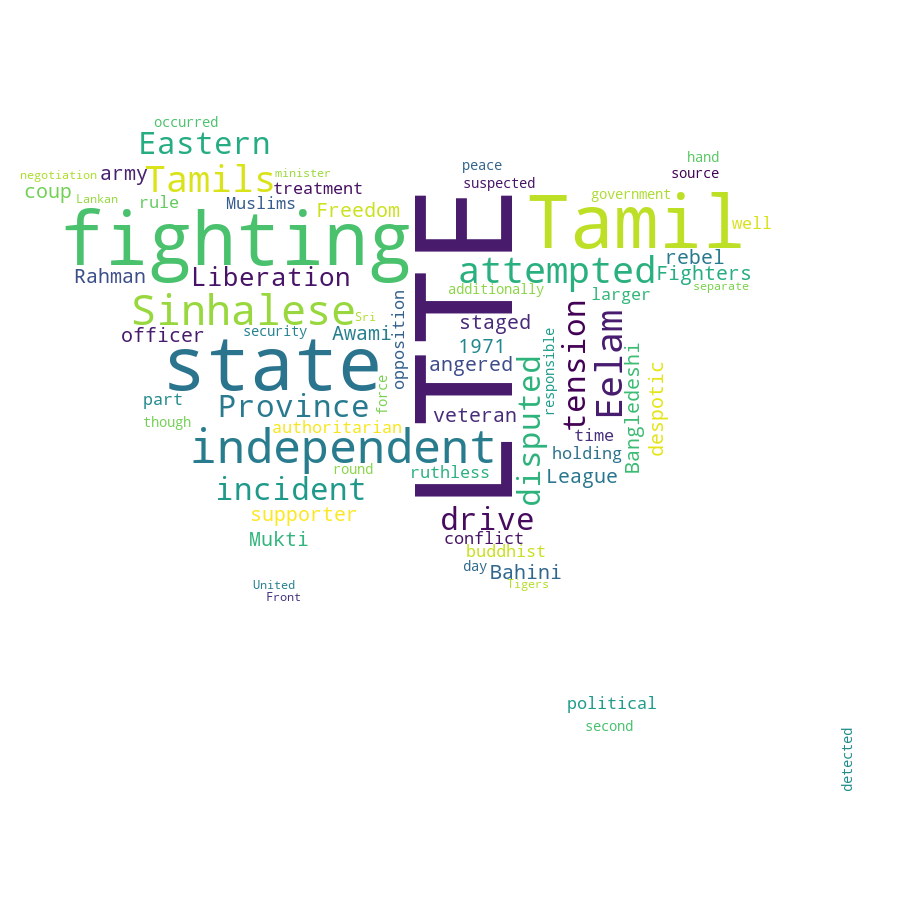 occurred
Eastern
peace
hand
negotiation
army
Tamils
minister
treatment
suspected
source
coup
Lankan
rule
Muslims
Freedom
government
fighting
LTTE
Tamil
well
Rahman
Liberation
attempted
rebel
Fighters
additionally
larger
separate
Sinhalese
Sri
officer
security
Awami
opposition
staged
1971
responsible
tension
Eelam
state
angered
disputed
Bangledeshi
despotic
part
Province
force
veteran
though
authoritarian
time
independent
holding
round
ruthless
League
incident
supporter
drive
Mukti
conflict
buddhist
day
Bahini
Tigers
United
Front
political
second
detected